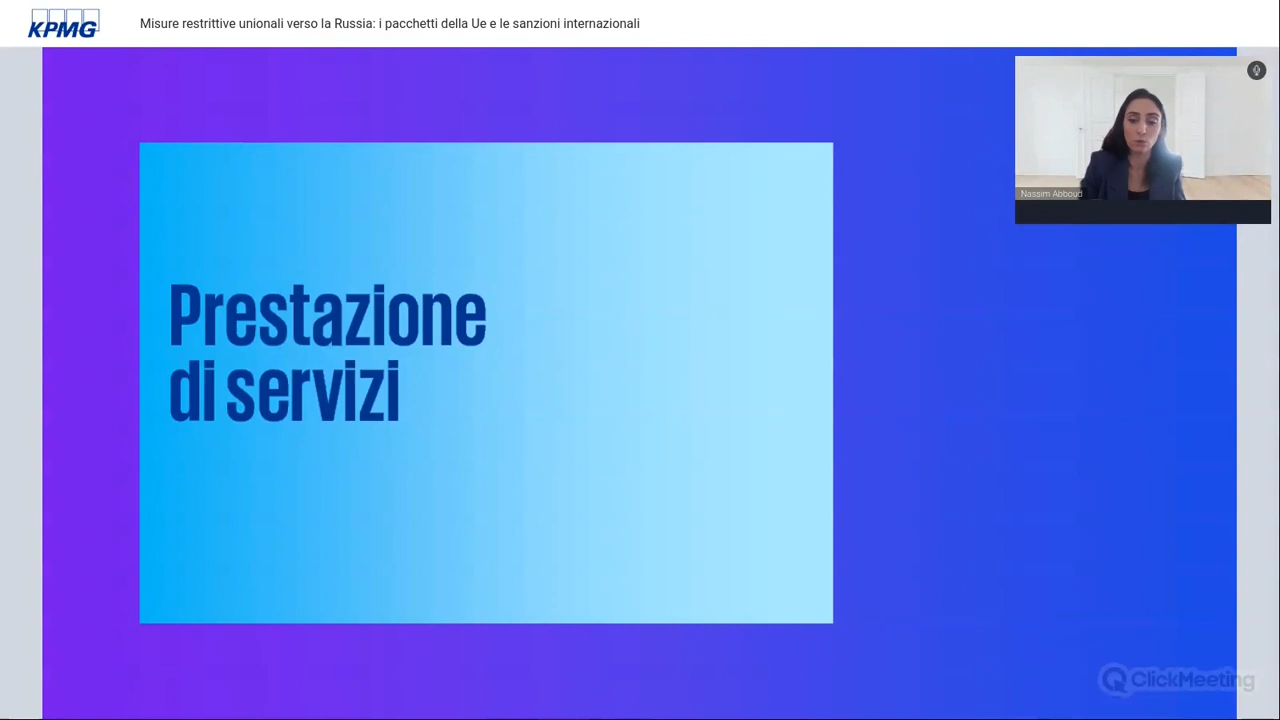 KPMG
Misure restrittive unionali verso la Russia: i pacchetti della Ue e le sanzioni internazionali
Nassim Abboud
Prestazione
di servizi
ClickMeeting